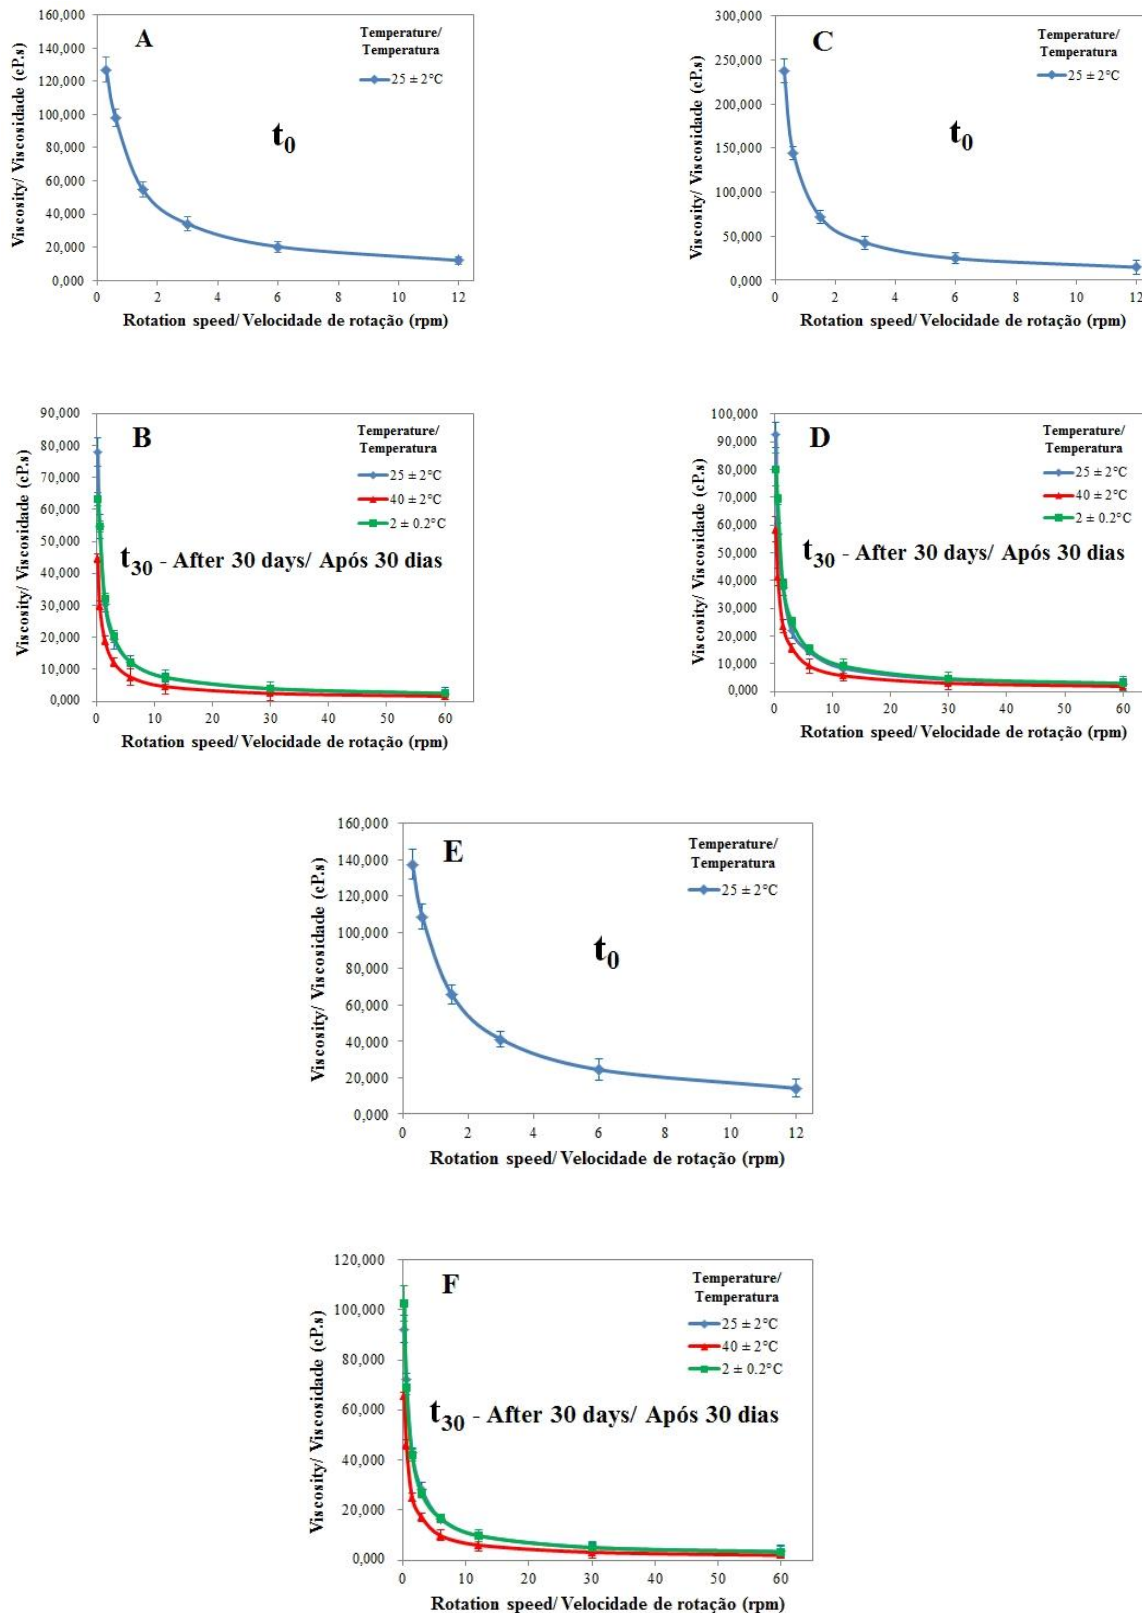 A
Temperature/
Temperatura
25 ± 2°C
t0
Viscosity/ Viscosidade (cP.s)
160,000
140,000
120,000
100,000
80,000
60,000
40,000
20,000
0,000
0 2 4 6 8 10 12
Rotation speed/ Velocidade de rotação (rpm)
C
Temperature/
Temperatura
25 ± 2°C
t0
Viscosity/ Viscosidade (cP.s)
300,000
250,000
200,000
150,000
100,000
50,000
0,000
0 2 4 6 8 10 12
Rotation speed/ Velocidade de rotação (rpm)
B
Temperature/
Temperatura
25 ± 2°C
40 ± 2°C
2 ± 0.2°C
t30 - After 30 days/ Após 30 dias
Viscosity/ Viscosidade (cP.s)
90,000
80,000
70,000
60,000
50,000
40,000
30,000
20,000
10,000
0,000
0 10 20 30 40 50 60
Rotation speed/ Velocidade de rotação (rpm)
D
Temperature/
Temperatura
25 ± 2°C
40 ± 2°C
2 ± 0.2°C
t30 - After 30 days/ Após 30 dias
Viscosity/ Viscosidade (cP.s)
100,000
90,000
80,000
70,000
60,000
50,000
40,000
30,000
20,000
10,000
0,000
0 10 20 30 40 50 60
Rotation speed/ Velocidade de rotação (rpm)
E
Temperature/
Temperatura
25 ± 2°C
t0
Viscosity/ Viscosidade (cP.s)
160,000
140,000
120,000
100,000
80,000
60,000
40,000
20,000
0,000
0 2 4 6 8 10 12
Rotation speed/ Velocidade de rotação (rpm)
F
Temperature/
Temperatura
25 ± 2°C
40 ± 2°C
2 ± 0.2°C
t30 - After 30 days/ Após 30 dias
Viscosity/ Viscosidade (cP.s)
120,000
100,000
80,000
60,000
40,000
20,000
0,000
0 10 20 30 40 50 60
Rotation speed/ Velocidade de rotação (rpm)